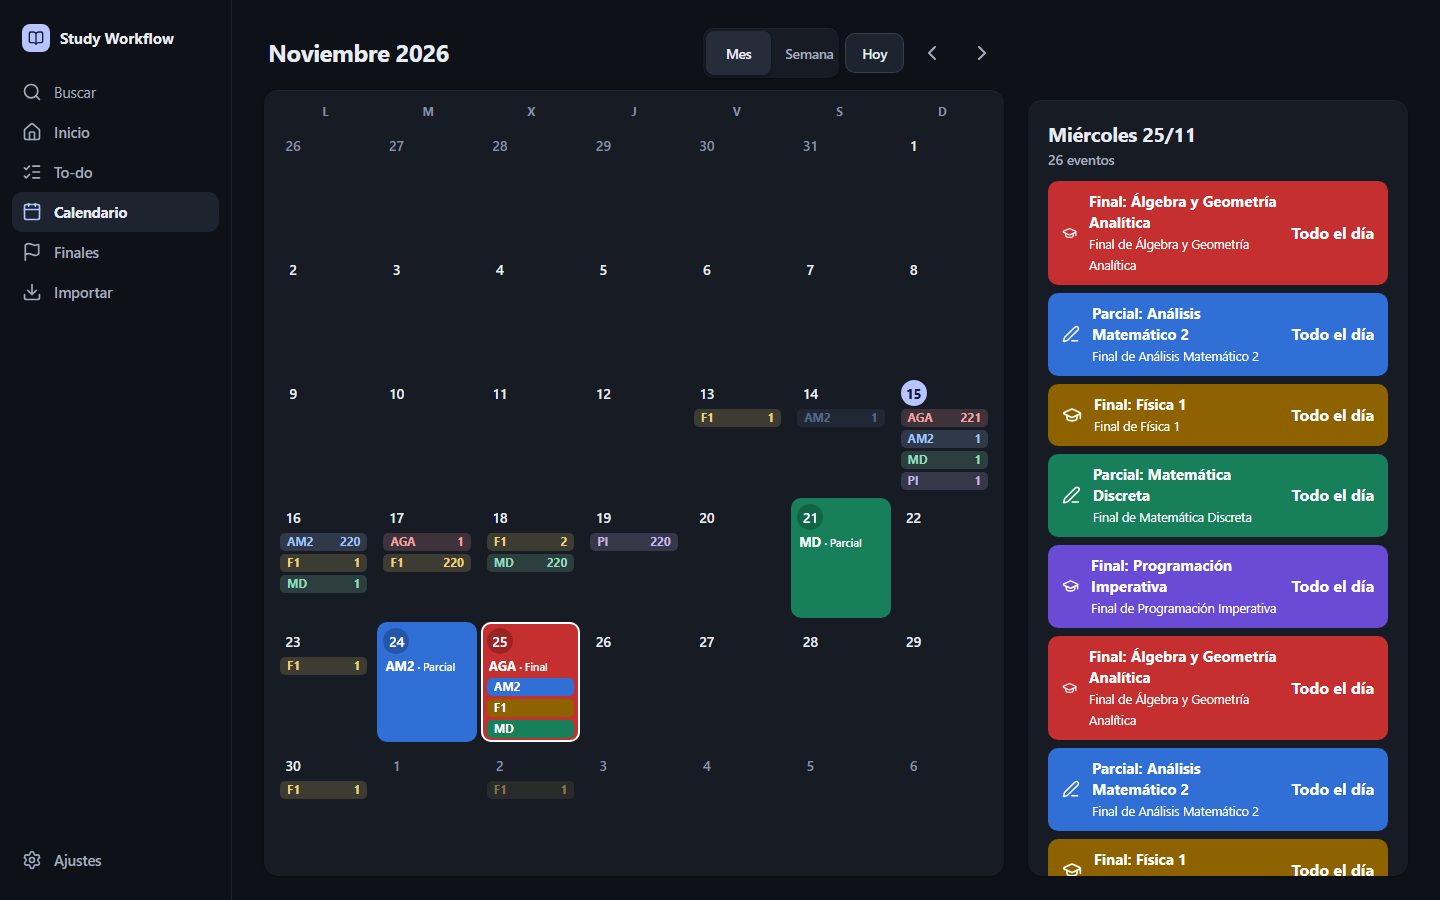 Study Workflow
Buscar
Inicio
To-do
Calendario
Finales
Importar
Ajustes
Noviembre 2026
Mes Semana Hoy
L M X J V S D
26 27 28 29 30 31 1
2 3 4 5 6 7 8
9 10 11 12 13 14 15
F1 1 AM2 1 AGA 221
AM2 1
MD 1
PI 1
16 17 18 19 20 21 22
AM2 220 AGA 1 F1 2 PI 220 MD · Parcial
F1 1 F1 220 MD 220
MD 1
23 24 25 26 27 28 29
F1 1 AM2 · Parcial AGA · Final
AM2
F1
MD
30 1 2 3 4 5 6
F1 1 F1 1
Miércoles 25/11
26 eventos
Final: Álgebra y Geometría
Analítica
Final de Álgebra y Geometría
Analítica
Todo el día
Parcial: Análisis
Matemático 2
Final de Análisis Matemático 2
Todo el día
Final: Física 1
Final de Física 1
Todo el día
Parcial: Matemática
Discreta
Final de Matemática Discreta
Todo el día
Final: Programación
Imperativa
Final de Programación Imperativa
Todo el día
Final: Álgebra y Geometría
Analítica
Final de Álgebra y Geometría
Analítica
Todo el día
Parcial: Análisis
Matemático 2
Final de Análisis Matemático 2
Todo el día
Final: Física 1
Todo el día